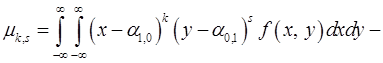 μ_{k,s} = ∫_{-∞}^{∞} ∫_{-∞}^{∞} (x − α_{1,0})^k (y − α_{0,1})^s f(x, y)dxdy −